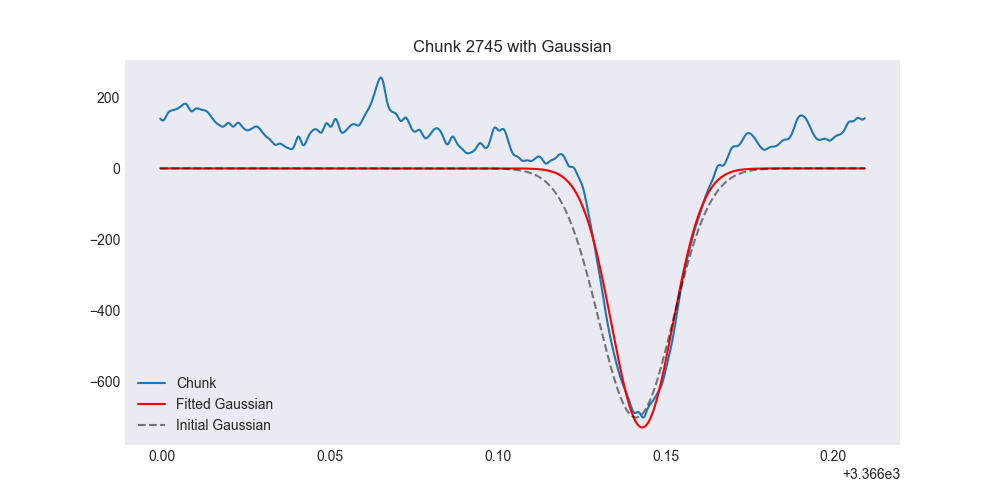 Chunk 2745 with Gaussian
200
0
−200
−400
−600
Chunk
Fitted Gaussian
Initial Gaussian
0.00 0.05 0.10 0.15 0.20
+3.366e3